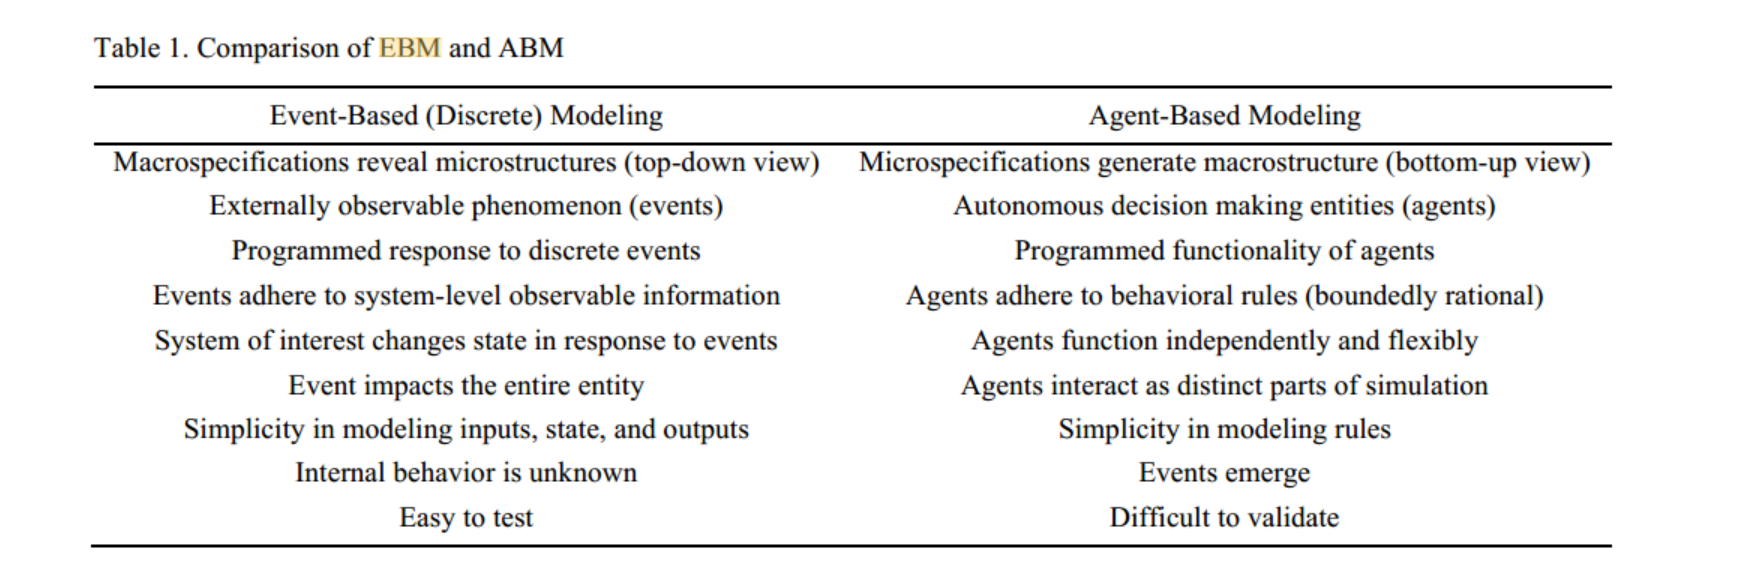 Table 1. Comparison of EBM and ABM
Event-Based (Discrete) Modeling Agent-Based Modeling
Macrospecifications reveal microstructures (top-down view) Microspecifications generate macrostructure (bottom-up view)
Externally observable phenomenon (events) Autonomous decision making entities (agents)
Programmed response to discrete events Programmed functionality of agents
Events adhere to system-level observable information Agents adhere to behavioral rules (boundedly rational)
System of interest changes state in response to events Agents function independently and flexibly
Event impacts the entire entity Agents interact as distinct parts of simulation
Simplicity in modeling inputs, state, and outputs Simplicity in modeling rules
Internal behavior is unknown Events emerge
Easy to test Difficult to validate